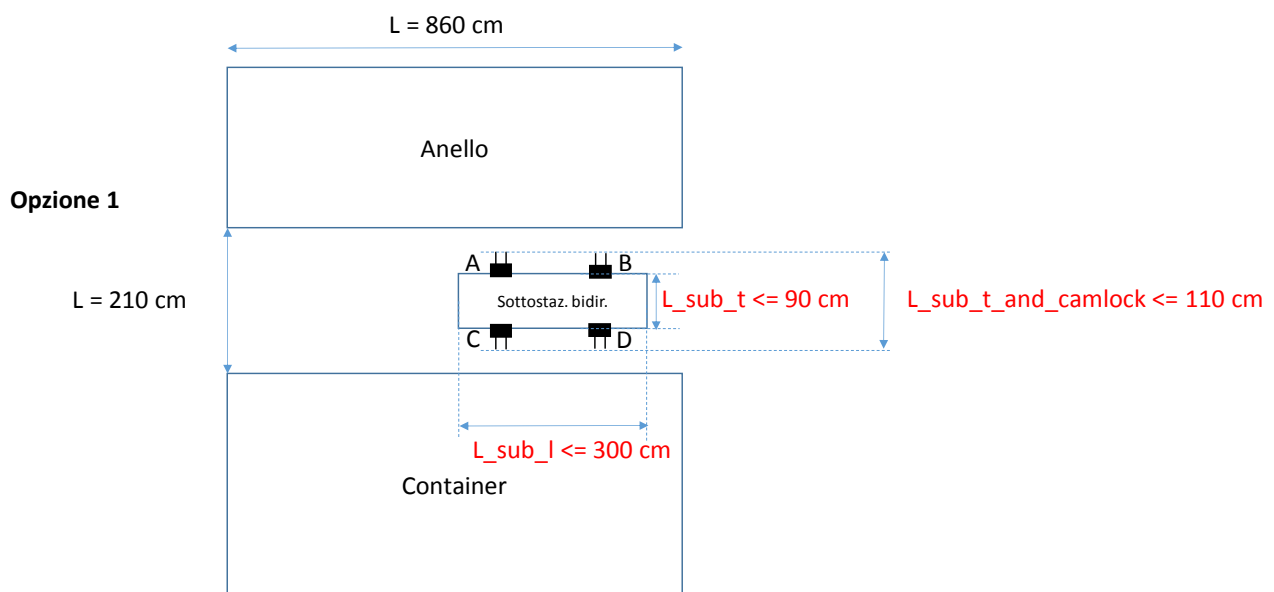 L = 860 cm
Anello
Opzione 1
A
B
L = 210 cm
Sottostaz. bidir.
L_sub_t <= 90 cm
L_sub_t_and_camlock <= 110 cm
C
D
L_sub_l <= 300 cm
Container